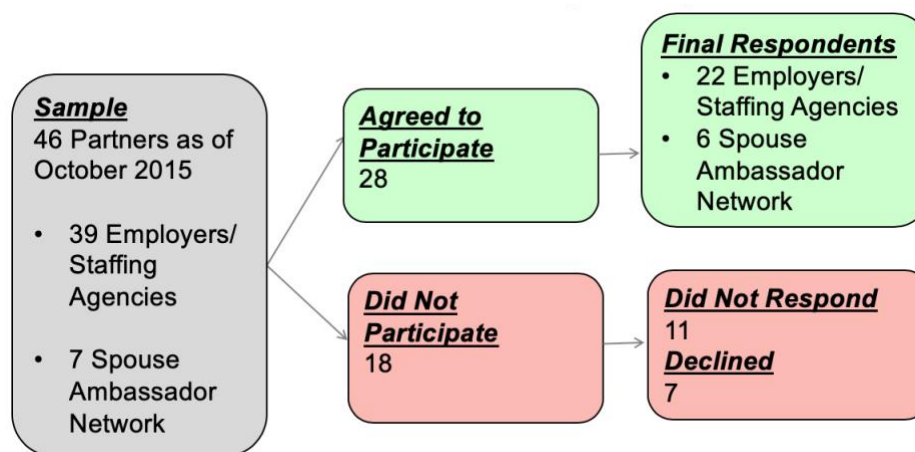 Sample
46 Partners as of
October 2015
• 39 Employers/
Staffing
Agencies
• 7 Spouse
Ambassador
Network
Agreed to
Participate
28
Final Respondents
• 22 Employers/
Staffing Agencies
• 6 Spouse
Ambassador
Network
Did Not
Participate
18
Did Not Respond
11
Declined
7